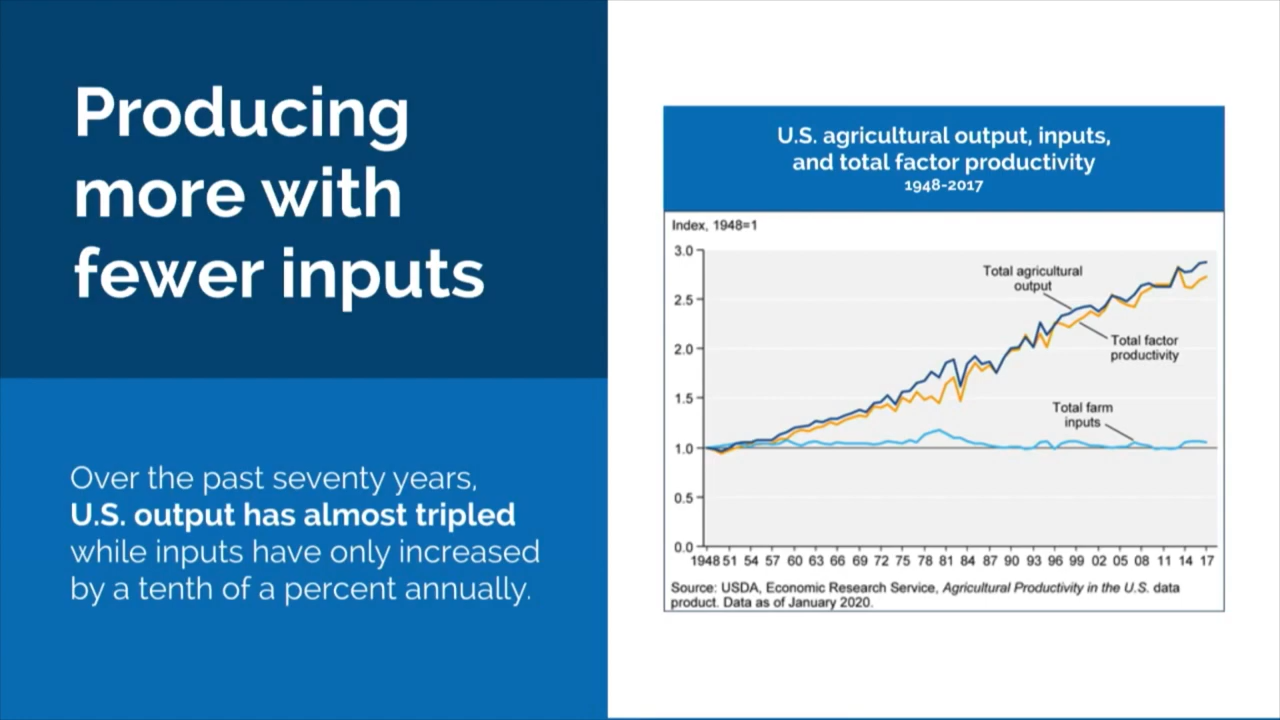 Producing
more with
fewer inputs
Over the past seventy years,
U.S. output has almost tripled
while inputs have only increased
by a tenth of a percent annually.
U.S. agricultural output, inputs,
and total factor productivity
1948-2017
Index, 1948=1
3.0
2.5
2.0
1.5
1.0
0.5
0.0
Total agricultural
output
Total factor
productivity
Total farm
inputs
1948 51 54 57 60 63 66 69 72 75 78 81 84 87 90 93 96 99 02 05 08 11 14 17
Source: USDA, Economic Research Service, Agricultural Productivity in the U.S. data
product. Data as of January 2020.